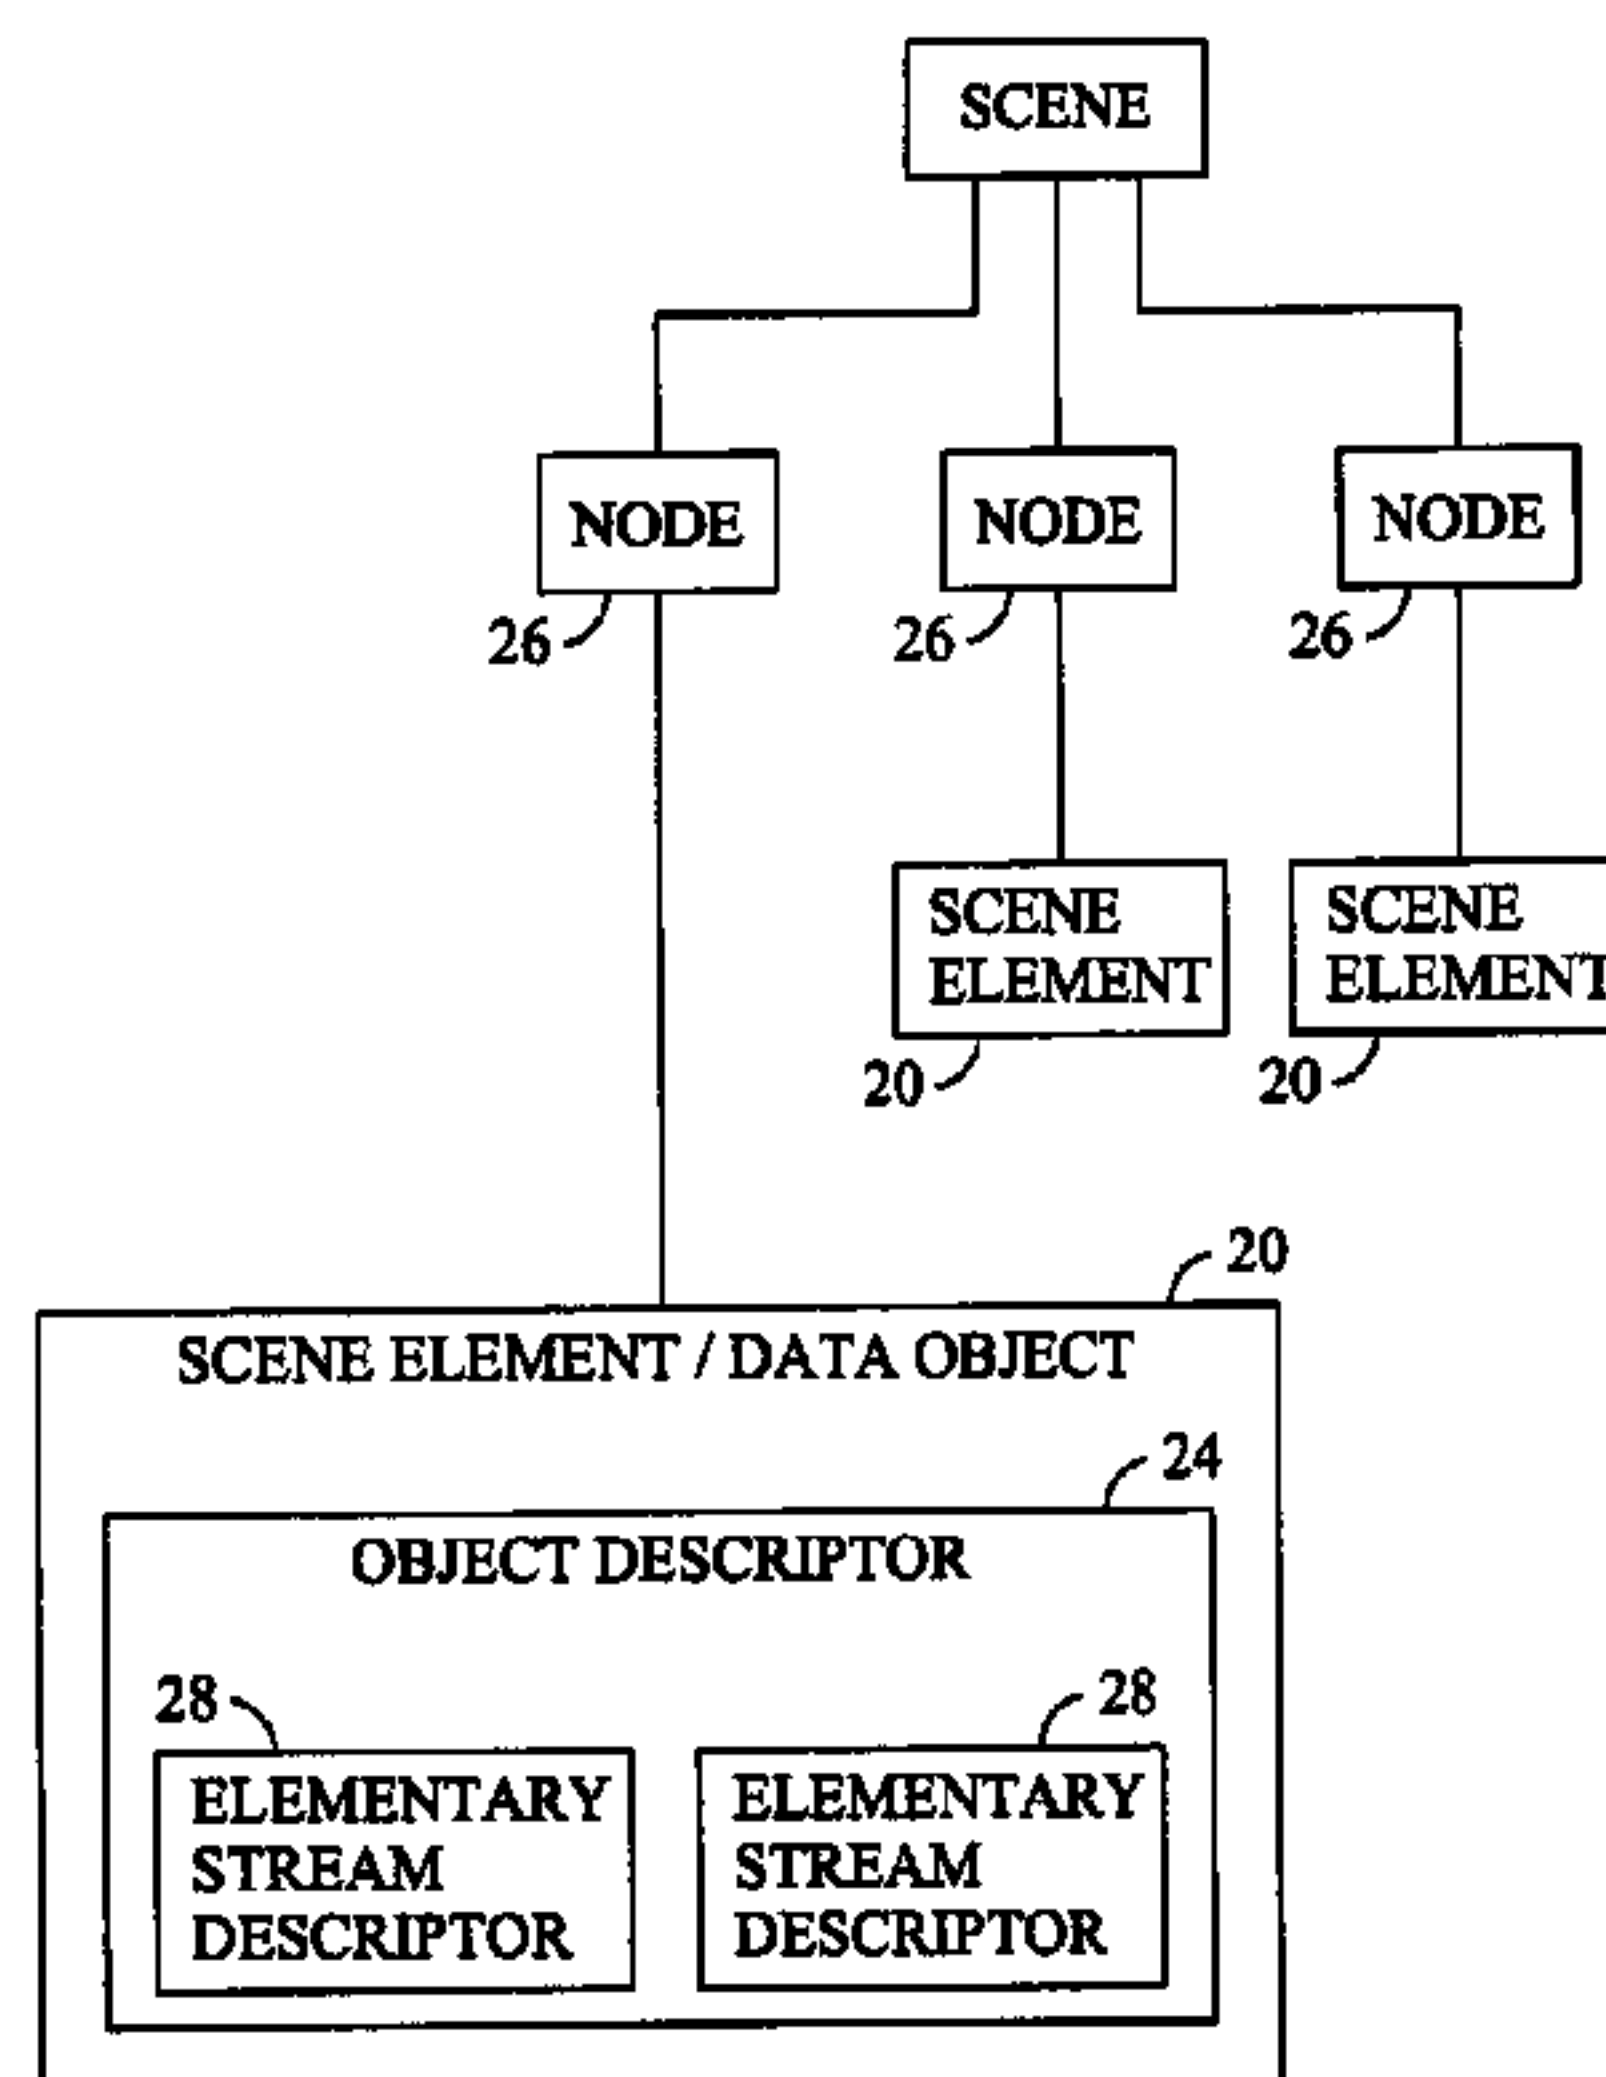 SCENE
NODE
NODE
NODE
26
26
26
SCENE
ELEMENT
SCENE
ELEMENT
20
20
20
SCENE ELEMENT / DATA OBJECT
24
OBJECT DESCRIPTOR
28
28
ELEMENTARY
STREAM
DESCRIPTOR
ELEMENTARY
STREAM
DESCRIPTOR